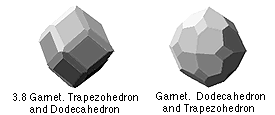 3.8 Garnet. Trapezohedron
and Dodecahedron
Garnet. Dodecahedron
and Trapezohedron